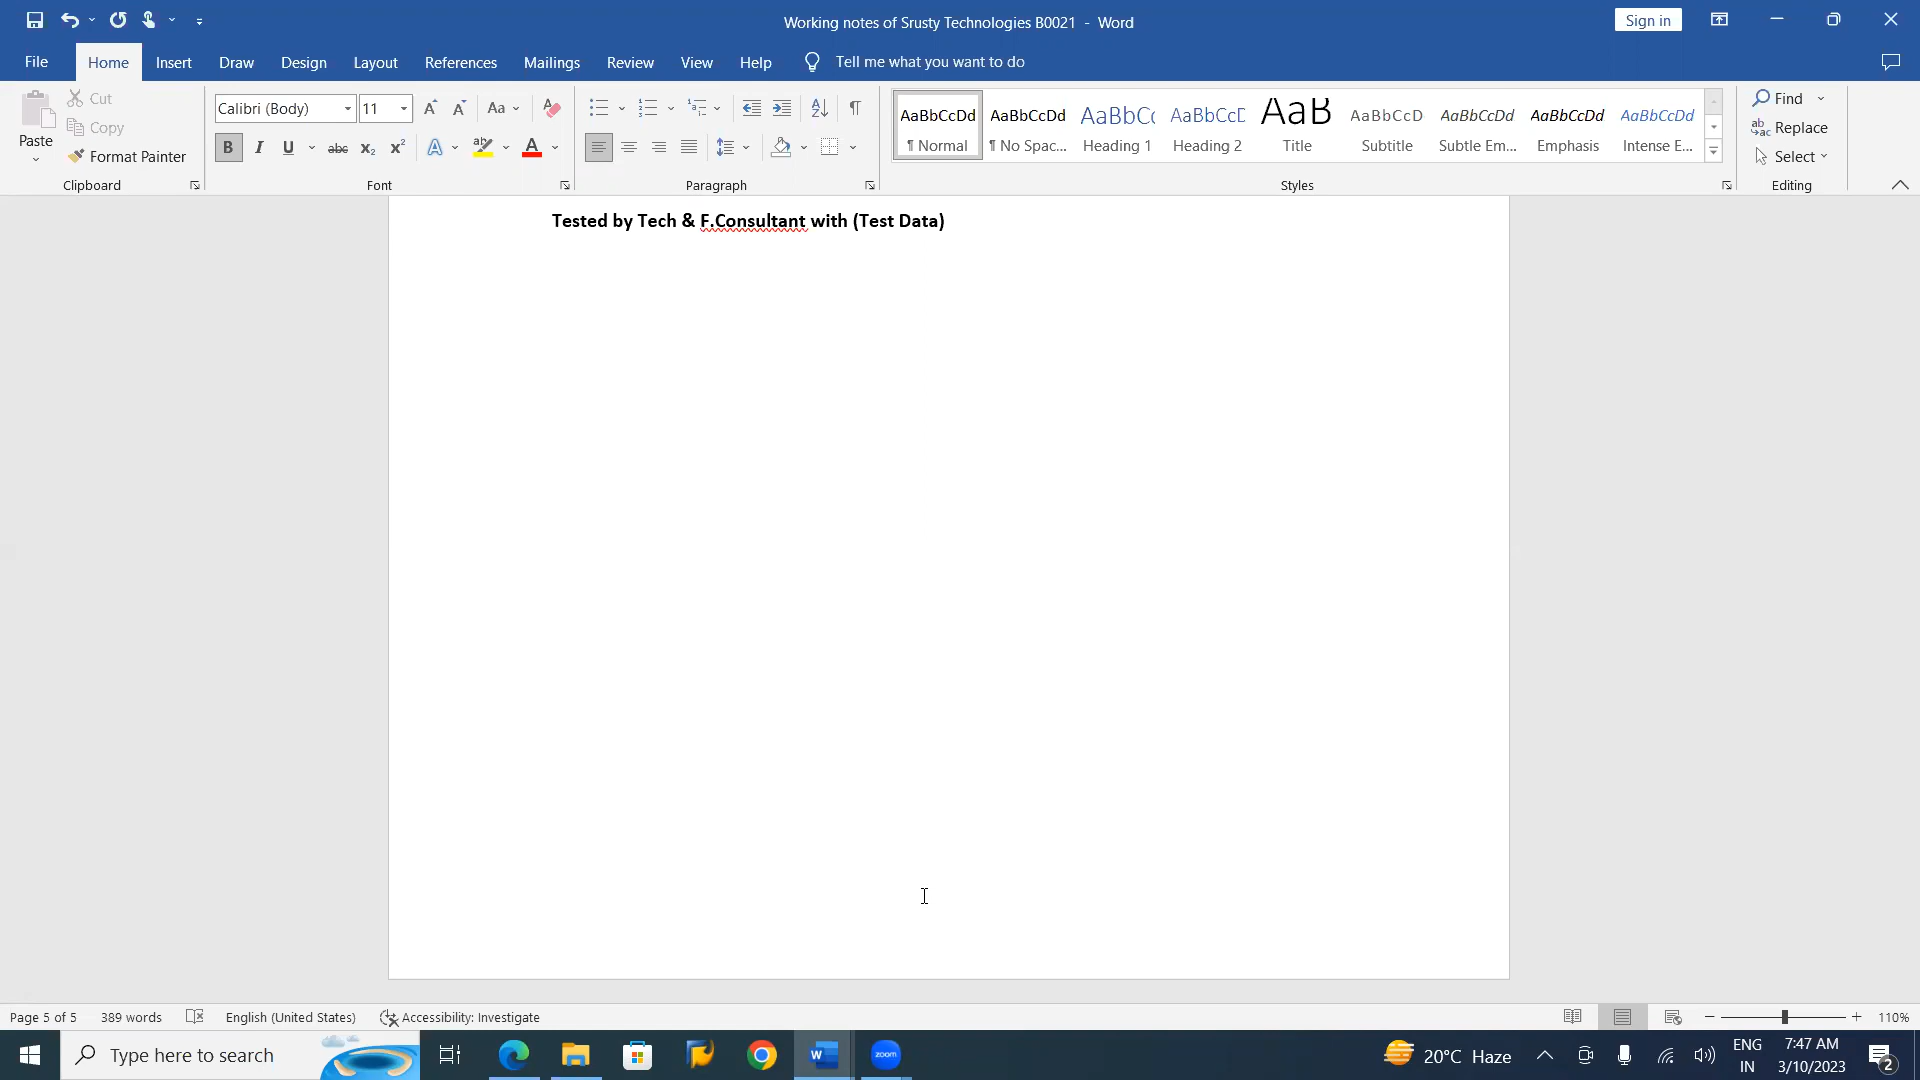 Working notes of Srusty Technologies B0021 - Word
Sign in
File Home Insert Draw Design Layout References Mailings Review View Help Tell me what you want to do
Paste
Cut
Copy
Format Painter
Clipboard
Calibri (Body) 11
Font
Paragraph
AaBbCcDd AaBbCcDd AaBbC AaBbCcE AaB AaBbCcD AaBbCcDd AaBbCcDd AaBbCcDd
¶ Normal ¶ No Spac... Heading 1 Heading 2 Title Subtitle Subtle Em... Emphasis Intense E...
Styles
Find
Replace
Select
Editing
Tested by Tech & F.Consultant with (Test Data)
Page 5 of 5 389 words English (United States) Accessibility: Investigate 110%
Type here to search
zoom
20°C Haze
ENG
IN
7:47 AM
3/10/2023
2